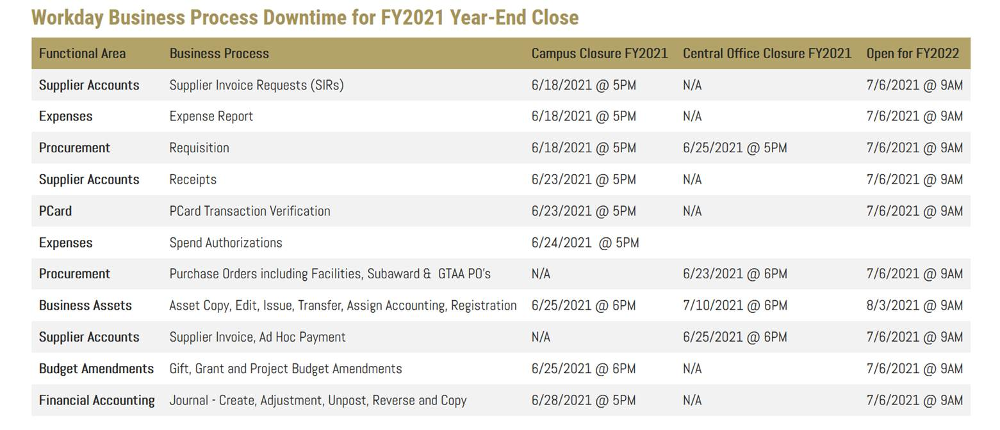 Workday Business Process Downtime for FY2021 Year-End Close
Functional Area Business Process Campus Closure FY2021 Central Office Closure FY2021 Open for FY2022
Supplier Accounts Supplier Invoice Requests (SIRs) 6/18/2021 @ 5PM N/A 7/6/2021 @ 9AM
Expenses Expense Report 6/18/2021 @ 5PM N/A 7/6/2021 @ 9AM
Procurement Requisition 6/18/2021 @ 5PM 6/25/2021 @ 5PM 7/6/2021 @ 9AM
Supplier Accounts Receipts 6/23/2021 @ 5PM N/A 7/6/2021 @ 9AM
PCard PCard Transaction Verification 6/23/2021 @ 5PM N/A 7/6/2021 @ 9AM
Expenses Spend Authorizations 6/24/2021  @ 5PM
Procurement Purchase Orders including Facilities, Subaward &  GTAA PO's N/A 6/23/2021 @ 6PM 7/6/2021 @ 9AM
Business Assets Asset Copy, Edit, Issue, Transfer, Assign Accounting, Registration 6/25/2021 @ 6PM 7/10/2021 @ 6PM 8/3/2021 @ 9AM
Supplier Accounts Supplier Invoice, Ad Hoc Payment N/A 6/25/2021 @ 6PM 7/6/2021 @ 9AM
Budget Amendments Gift, Grant and Project Budget Amendments 6/25/2021 @ 6PM N/A 7/6/2021 @ 9AM
Financial Accounting Journal - Create, Adjustment, Unpost, Reverse and Copy 6/28/2021 @ 5PM N/A 7/6/2021 @ 9AM